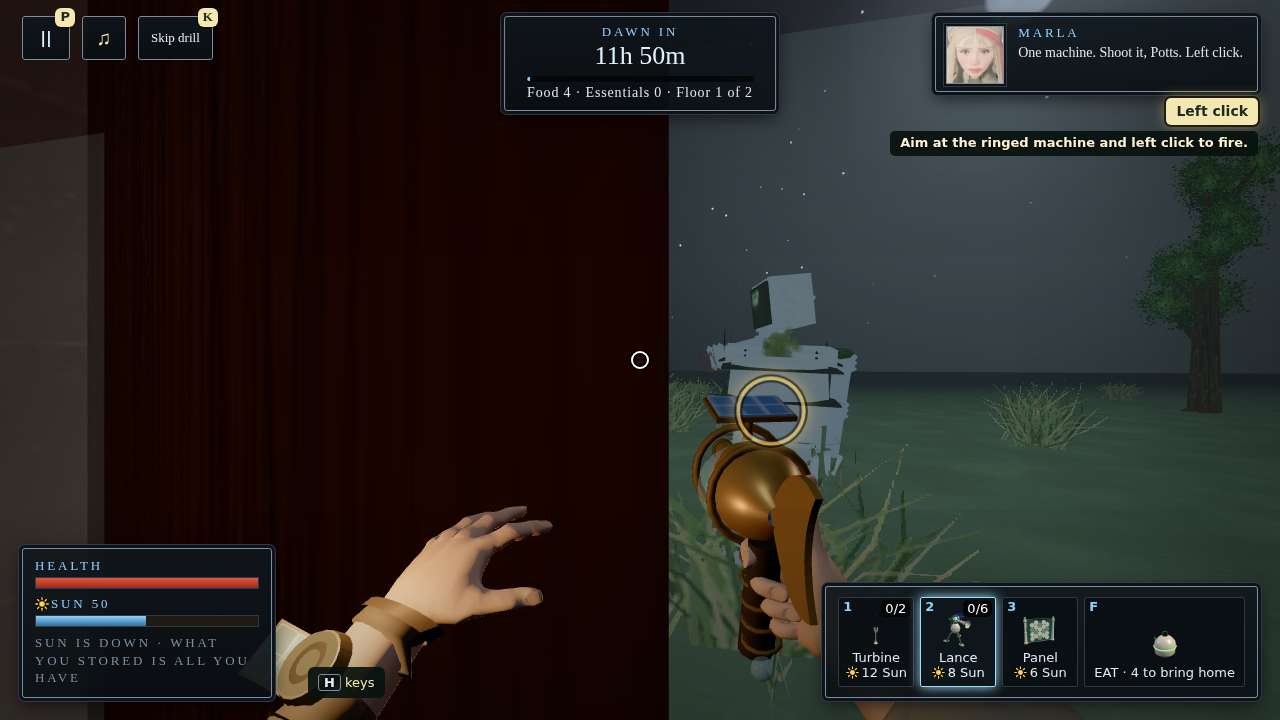 P
K
Skip drill
DAWN IN
11h 50m
Food 4 · Essentials 0 · Floor 1 of 2
MARLA
One machine. Shoot it, Potts. Left click.
Left click
Aim at the ringed machine and left click to fire.
HEALTH
SUN 50
SUN IS DOWN · WHAT
YOU STORED IS ALL YOU
HAVE
H keys
1 0/2
Turbine
12 Sun
2 0/6
Lance
8 Sun
3
Panel
6 Sun
F
EAT · 4 to bring home